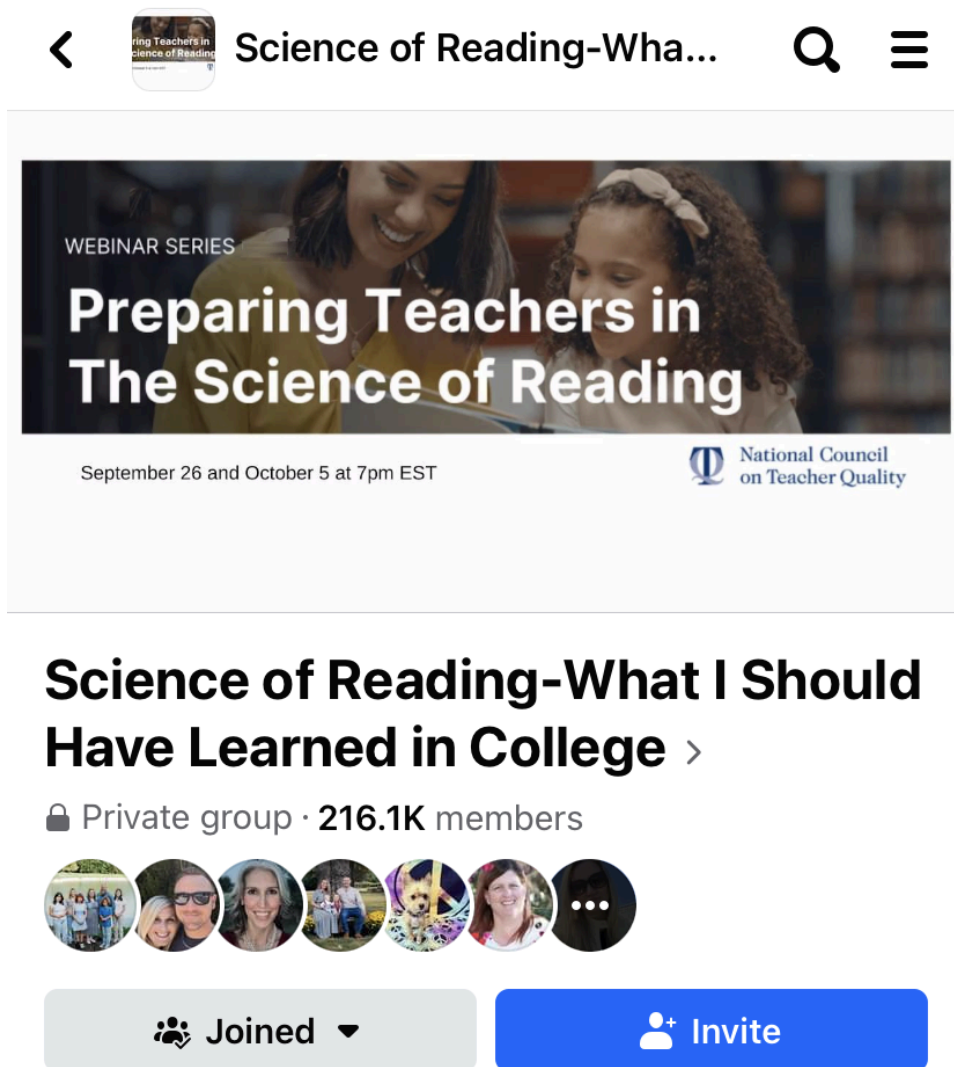 Science of Reading-Wha...
WEBINAR SERIES
Preparing Teachers in
The Science of Reading
September 26 and October 5 at 7pm EST
National Council
on Teacher Quality
Science of Reading-What I Should
Have Learned in College
Private group · 216.1K members
Joined
Invite